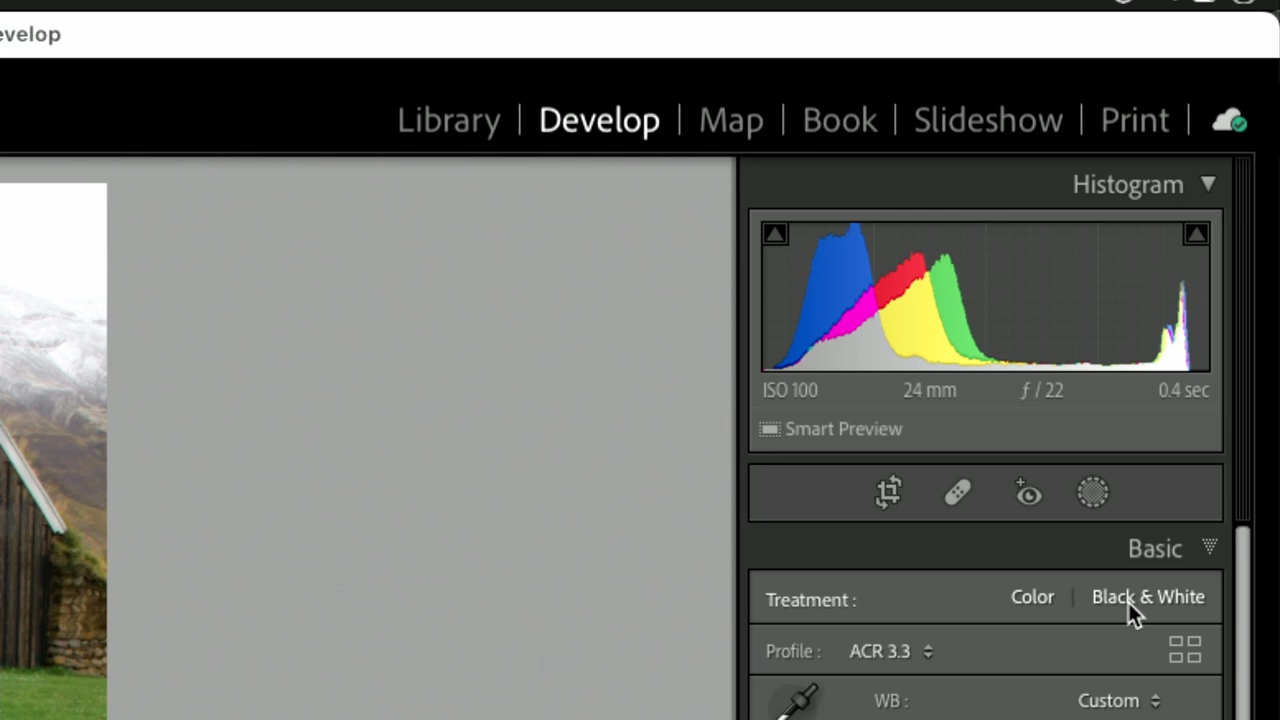 evelop
Library | Develop | Map | Book | Slideshow | Print |
Histogram
ISO 100 24 mm ƒ / 22 0.4 sec
Smart Preview
Basic
Treatment : Color | Black & White
Profile : ACR 3.3
WB : Custom